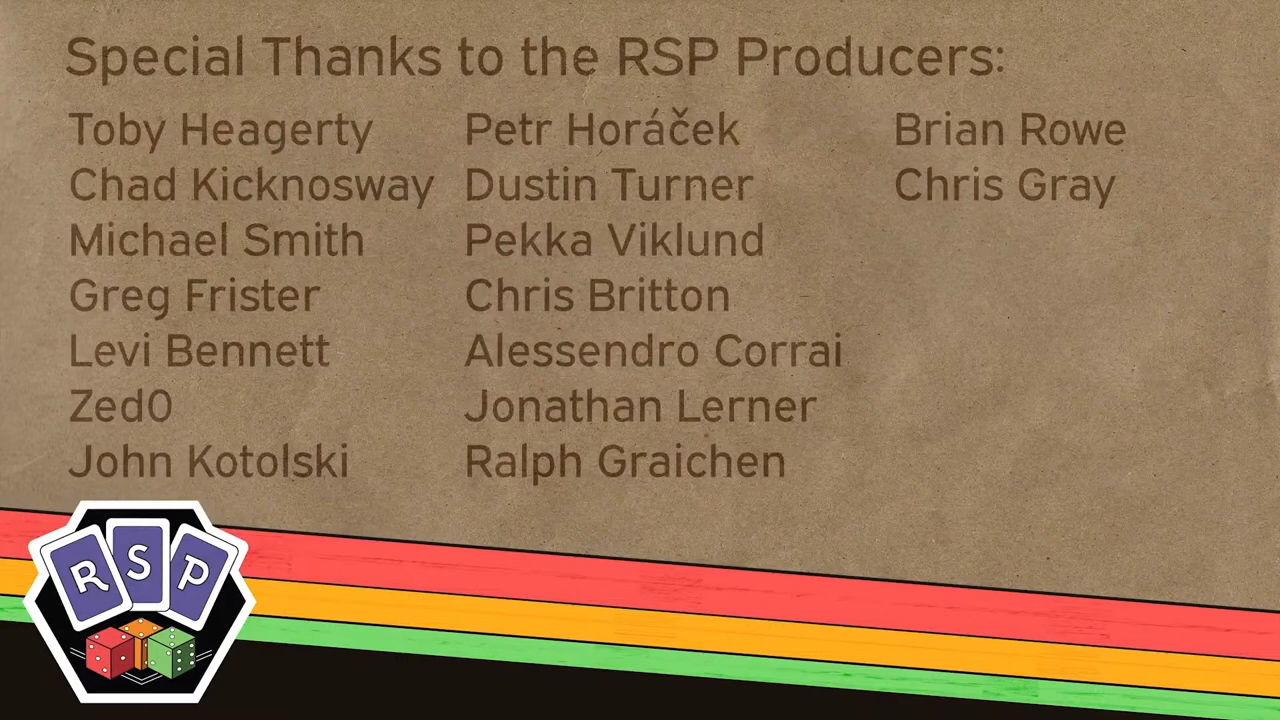 Special Thanks to the RSP Producers:
Toby Heagerty
Chad Kicknosway
Michael Smith
Greg Frister
Levi Bennett
Zed0
John Kotolski
Petr Horáček
Dustin Turner
Pekka Viklund
Chris Britton
Alessendro Corrai
Jonathan Lerner
Ralph Graichen
Brian Rowe
Chris Gray
RSP